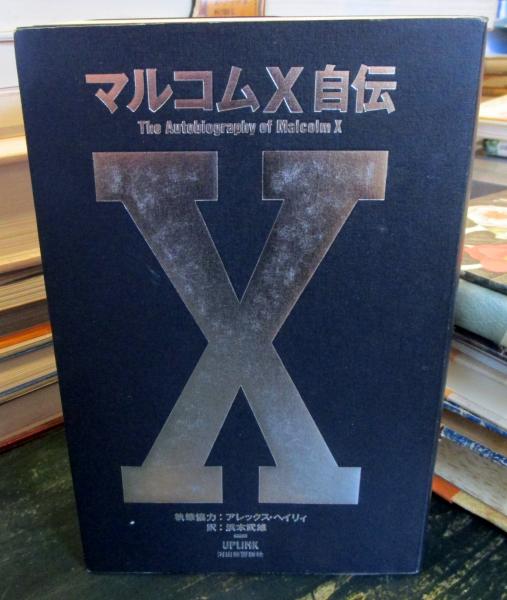 マルコムX自伝
The Autobiography of Malcolm X
X
執筆協力：アレックス・ヘイリィ
訳：浜本武雄
UPLINK
河出書房新社